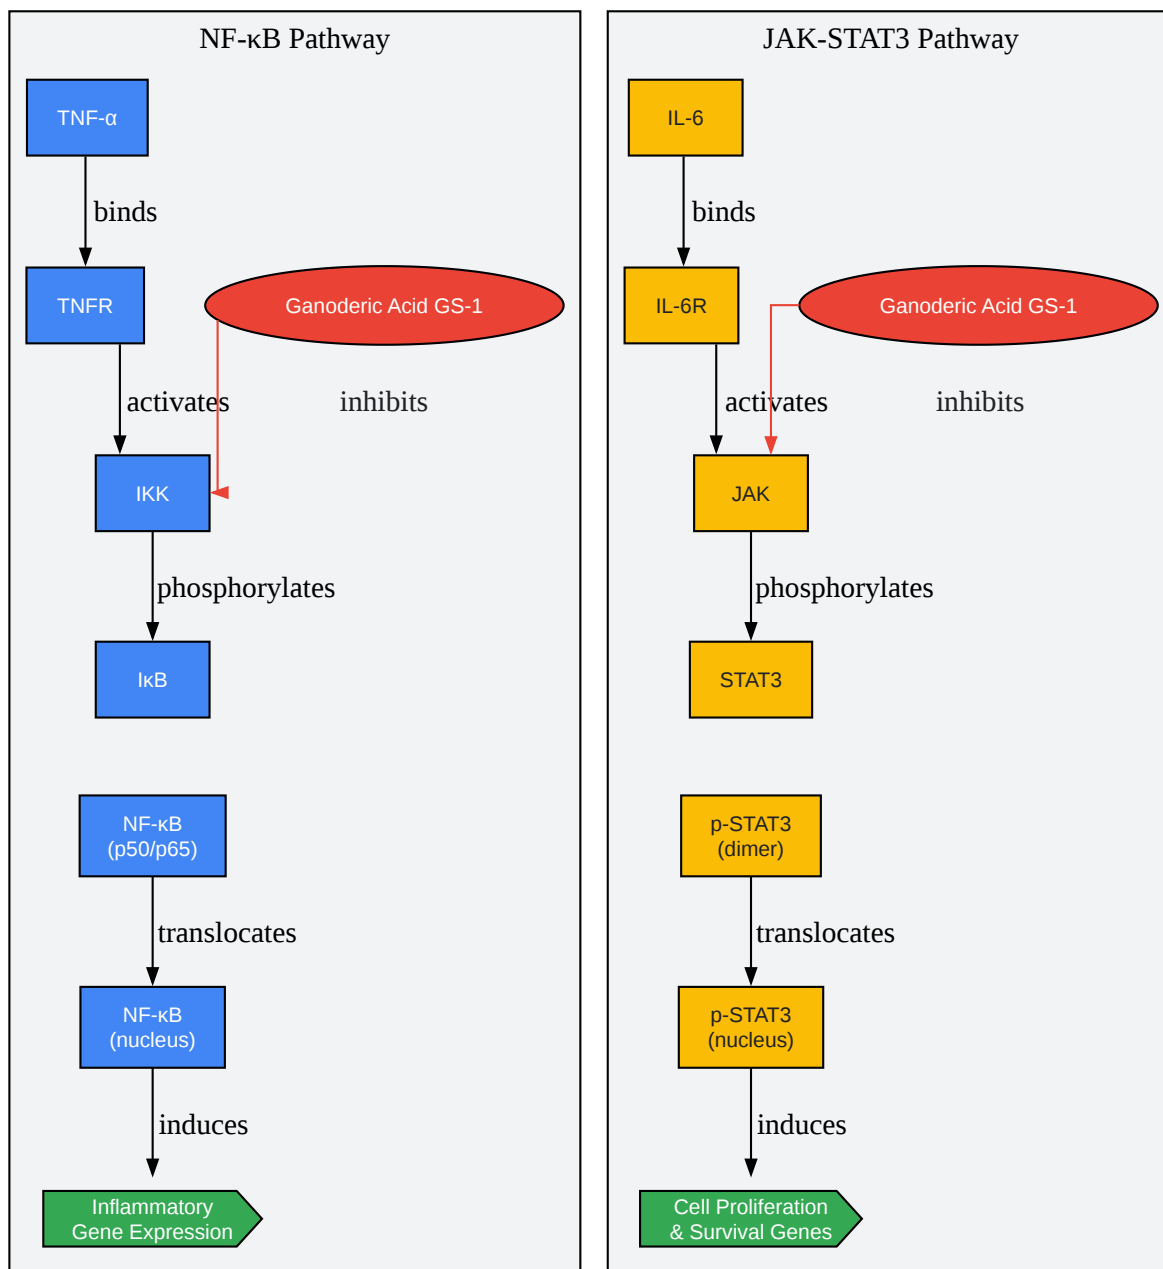 NF-κB Pathway
TNF-α
binds
TNFR
Ganoderic Acid GS-1
activates
inhibits
IKK
phosphorylates
IκB
NF-κB
(p50/p65)
translocates
NF-κB
(nucleus)
induces
Inflammatory
Gene Expression
JAK-STAT3 Pathway
IL-6
binds
IL-6R
Ganoderic Acid GS-1
activates
inhibits
JAK
phosphorylates
STAT3
p-STAT3
(dimer)
translocates
p-STAT3
(nucleus)
induces
Cell Proliferation
& Survival Genes